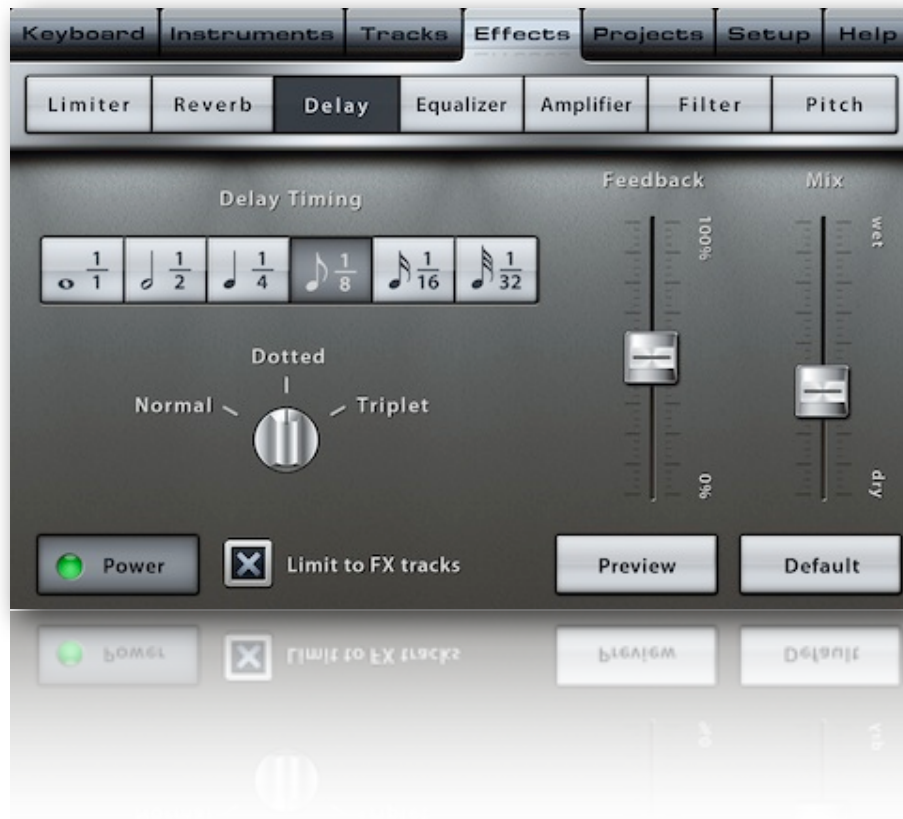 Keyboard Instruments Tracks Effects Projects Setup Help
Limiter Reverb Delay Equalizer Amplifier Filter Pitch
Delay Timing
Feedback
Mix
1/1 1/2 1/4 1/8 1/16 1/32
100%
wet
Dotted
Normal
Triplet
0%
dry
Power
Limit to FX tracks
Preview
Default